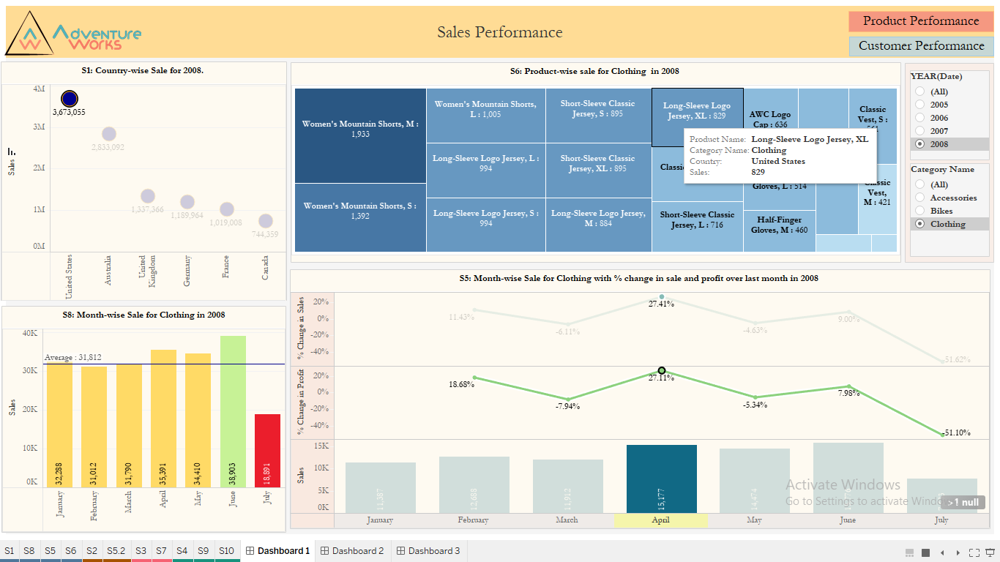 Adventure
Works
Sales Performance
Product Performance
Customer Performance
S1: Country-wise Sale for 2008.
4M
3M
2M
1M
0M
Sales
3,673,055
2,833,092
1,337,366
1,189,964
1,019,008
744,359
United States
Australia
United
Kingdom
Germany
France
Canada
S6: Product-wise sale for Clothing in 2008
Women's Mountain Shorts, M :
1,933
Women's Mountain Shorts, S :
1,392
Women's Mountain Shorts,
L : 1,005
Long-Sleeve Logo Jersey, L :
994
Long-Sleeve Logo Jersey, S :
994
Short-Sleeve Classic
Jersey, S : 895
Short-Sleeve Classic
Jersey, XL : 895
Long-Sleeve Logo Jersey,
M : 884
Long-Sleeve Logo
Jersey, XL : 829
Classic
Short-Sleeve Classic
Jersey, L : 716
AWC Logo
Cap : 636
Gloves, L : 514
Half-Finger
Gloves, M : 460
Classic
Vest, S :
561
Classic
Vest,
M : 421
Product Name: Long-Sleeve Logo Jersey, XL
Category Name: Clothing
Country: United States
Sales: 829
YEAR(Date)
(All)
2005
2006
2007
2008
Category Name
(All)
Accessories
Bikes
Clothing
S8: Month-wise Sale for Clothing in 2008
40K
30K
20K
10K
0K
Sales
Average : 31,812
32,288
31,012
31,790
35,391
34,410
38,903
18,891
January
February
March
April
May
June
July
S5: Month-wise Sale for Clothing with % change in sale and profit over last month in 2008
% Change in Sales
20%
0%
-20%
-40%
11.43%
-6.11%
27.41%
-4.63%
9.00%
-51.62%
% Change in Profit
20%
0%
-20%
-40%
18.68%
-7.94%
27.11%
-5.34%
7.98%
-51.10%
Sales
15K
10K
5K
0K
11,387
12,688
11,912
15,177
14,474
January
February
March
April
May
June
July
Activate Windows
Go to Settings to activate Windo
>1 null
S1
S8
S5
S6
S2
S5.2
S3
S7
S4
S9
S10
Dashboard 1
Dashboard 2
Dashboard 3